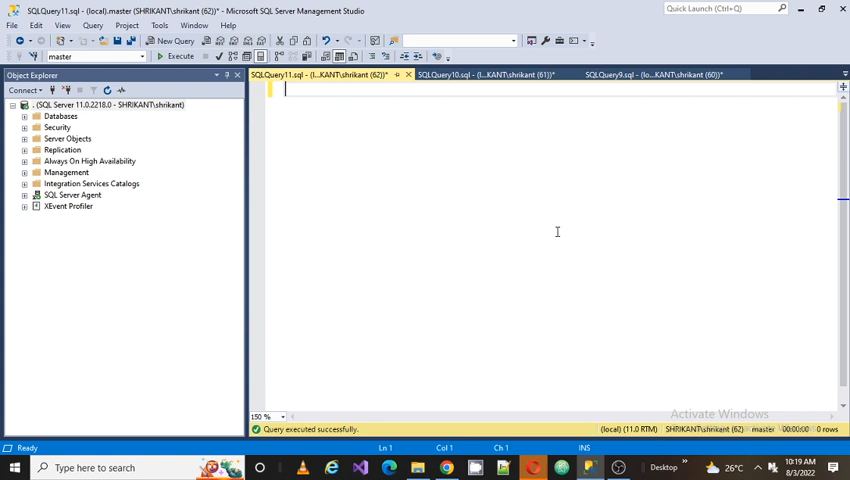 SQLQuery11.sql - (local).master (SHRIKANT\shrikant (62))* - Microsoft SQL Server Management Studio
Quick Launch (Ctrl+Q)
File Edit View Query Project Tools Window Help
New Query
master Execute
Object Explorer
SQLQuery11.sql - (l...KANT\shrikant (62))* SQLQuery10.sql - (l...KANT\shrikant (61))* SQLQuery9.sql - (lo...KANT\shrikant (60))*
Connect
. (SQL Server 11.0.2218.0 - SHRIKANT\shrikant)
Databases
Security
Server Objects
Replication
Always On High Availability
Management
Integration Services Catalogs
SQL Server Agent
XEvent Profiler
150 %
Activate Windows
Query executed successfully. (local) (11.0 RTM) SHRIKANT\shrikant (62) master 00:00:00 0 rows
Ready Ln 1 Col 1 Ch 1 INS
Type here to search
Desktop
26°C
10:19 AM
8/3/2022